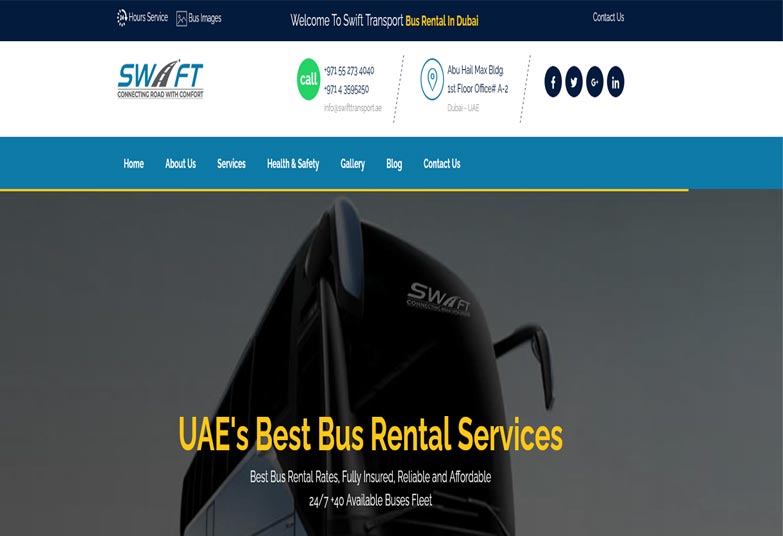 24 Hours Service
Bus Images
Welcome To Swift Transport Bus Rental In Dubai
Contact Us
SWIFT
CONNECTING ROAD WITH COMFORT
call
+971 55 273 4040
+971 4 3595250
info@swifttransport.ae
Abu Hail Max Bldg.
1st Floor Office# A-2
Dubai - UAE
f
G+
in
Home
About Us
Services
Health & Safety
Gallery
Blog
Contact Us
SWIFT
CONNECTING ROAD WITH COMFORT
UAE's Best Bus Rental Services
Best Bus Rental Rates, Fully Insured, Reliable and Affordable
24/7 +40 Available Buses Fleet